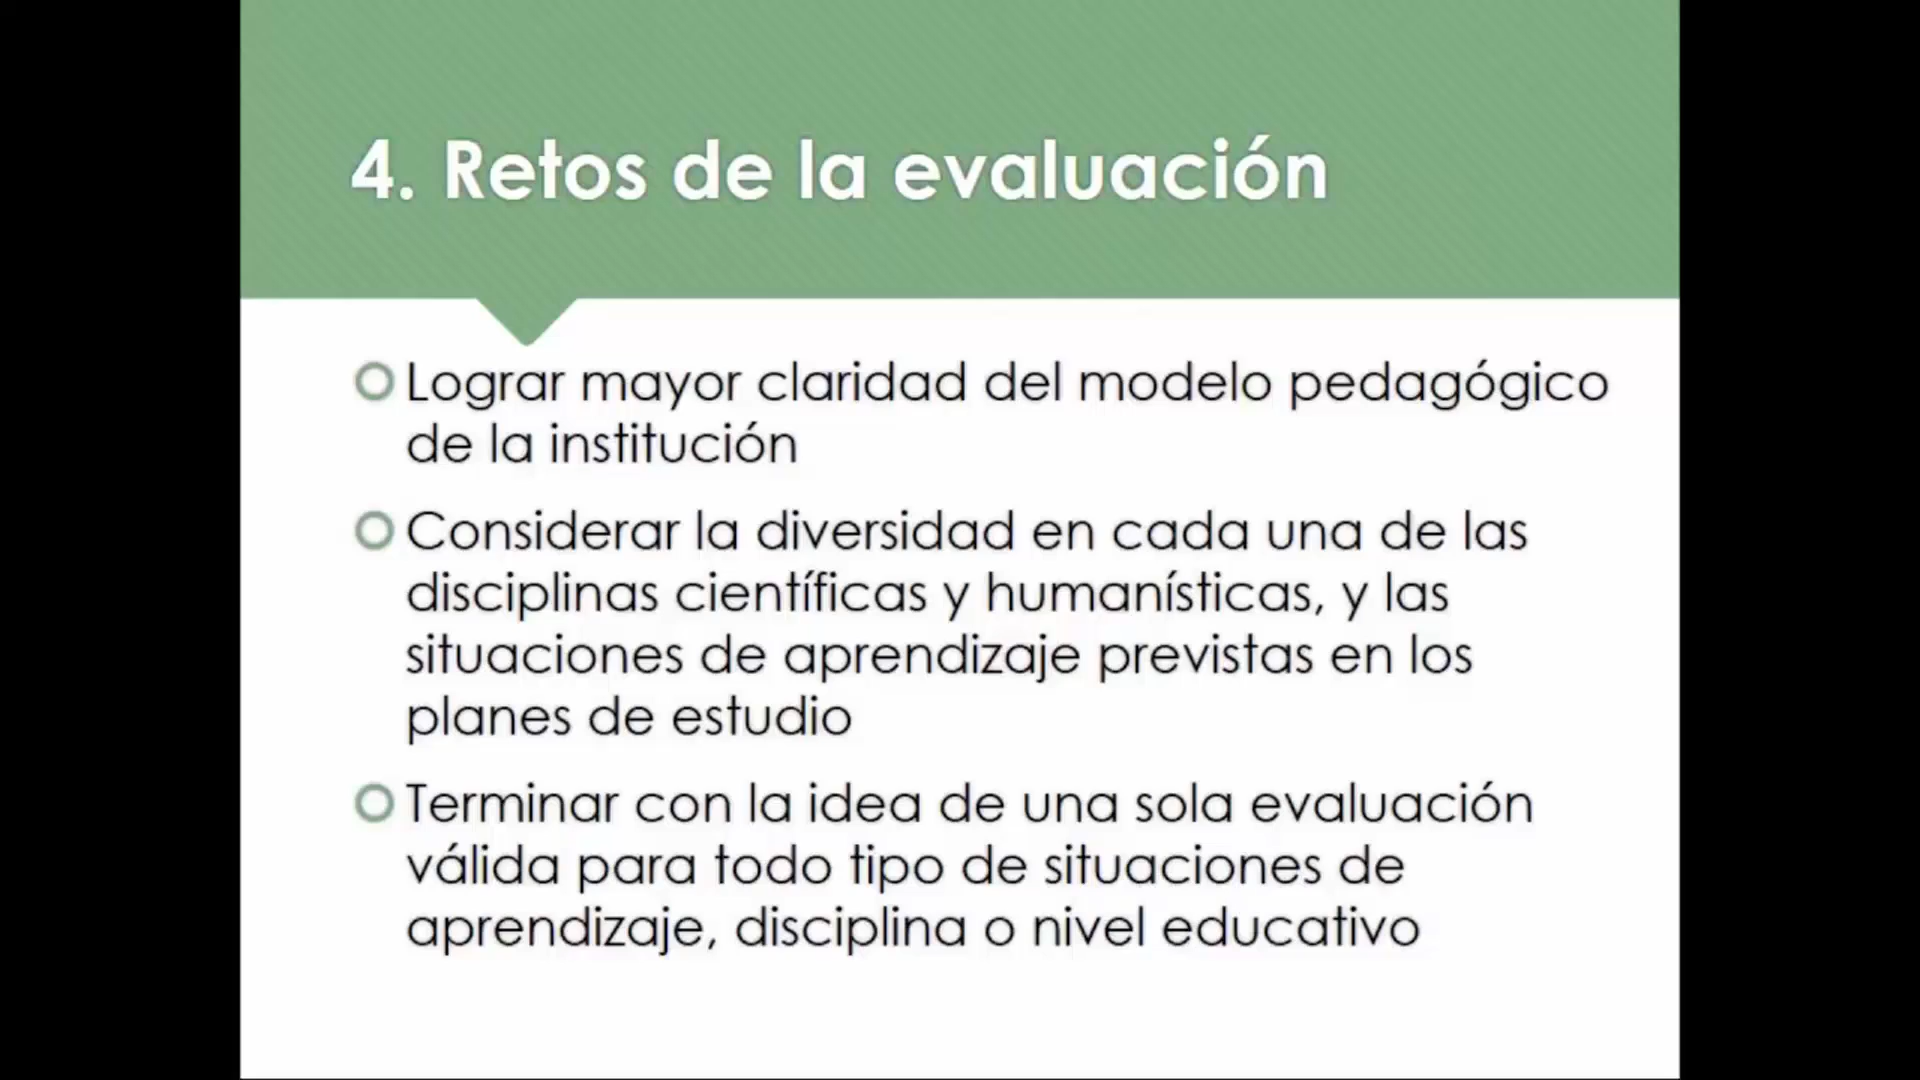 4. Retos de la evaluación
Lograr mayor claridad del modelo pedagógico
de la institución
Considerar la diversidad en cada una de las
disciplinas científicas y humanísticas, y las
situaciones de aprendizaje previstas en los
planes de estudio
Terminar con la idea de una sola evaluación
válida para todo tipo de situaciones de
aprendizaje, disciplina o nivel educativo